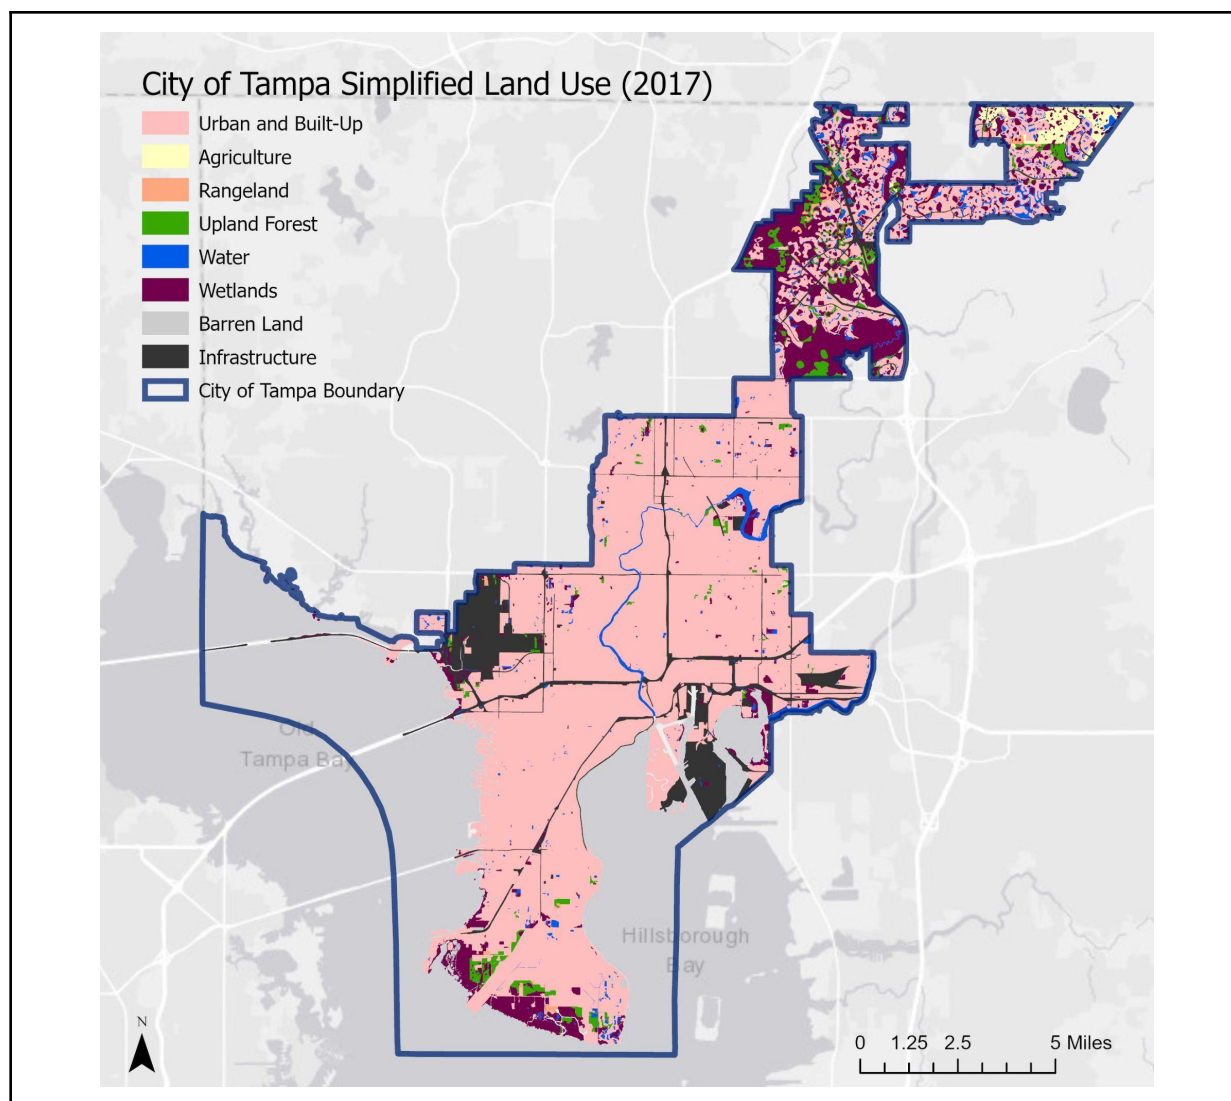 City of Tampa Simplified Land Use (2017)
Urban and Built-Up
Agriculture
Rangeland
Upland Forest
Water
Wetlands
Barren Land
Infrastructure
City of Tampa Boundary
Old
Tampa Bay
Hillsborough
Bay
N
0 1.25 2.5 5 Miles